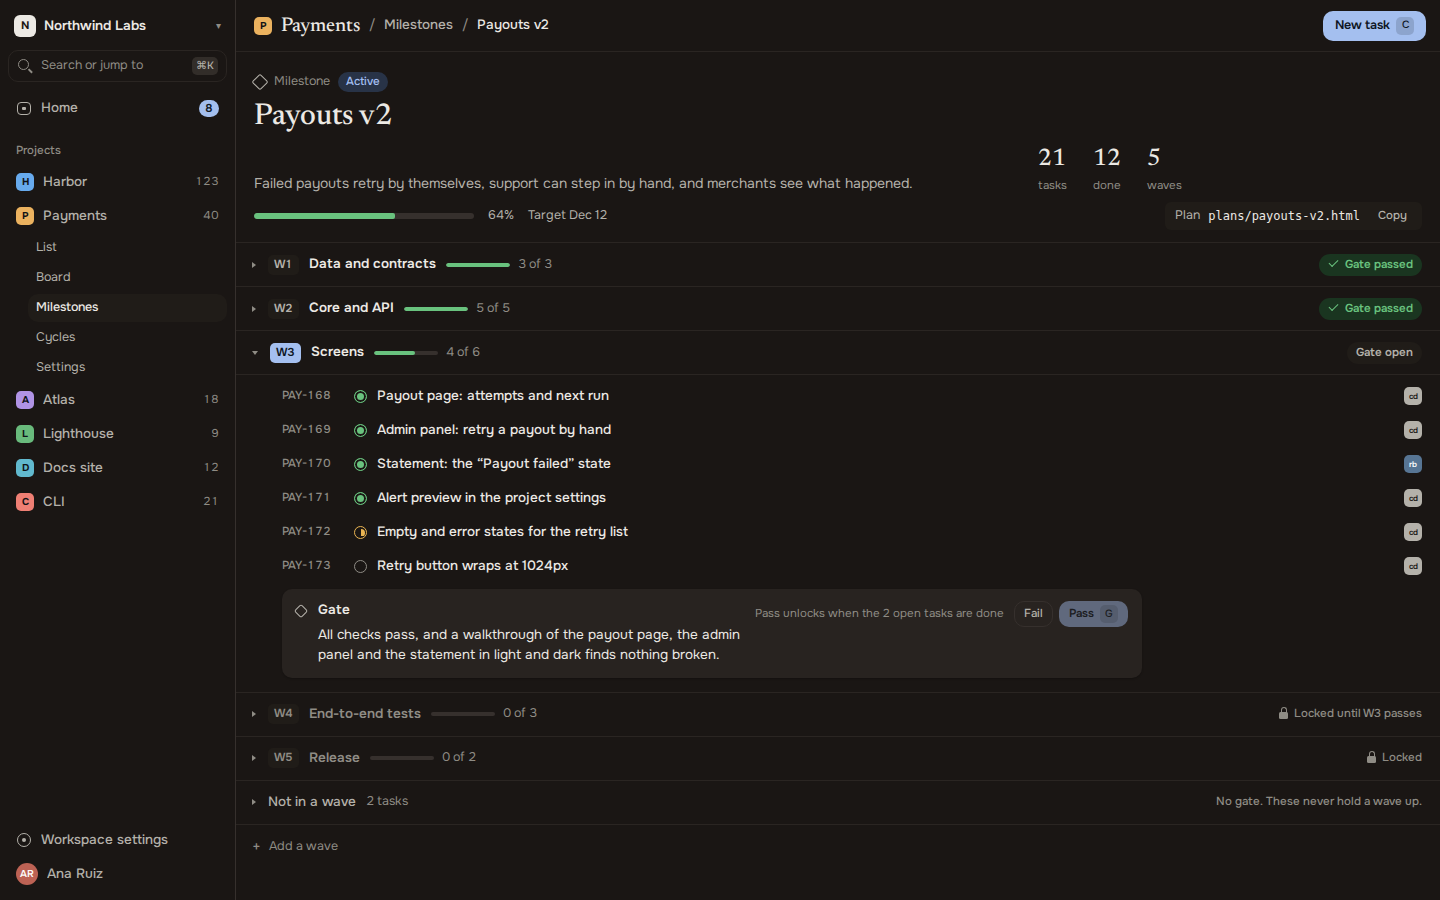 N Northwind Labs
Search or jump to ⌘K
Home 8
Projects
H Harbor 123
P Payments 40
List
Board
Milestones
Cycles
Settings
A Atlas 18
L Lighthouse 9
D Docs site 12
C CLI 21
Workspace settings
AR Ana Ruiz
P Payments / Milestones / Payouts v2
New task C
Milestone Active
Payouts v2
Failed payouts retry by themselves, support can step in by hand, and merchants see what happened.
21 12 5
tasks done waves
64% Target Dec 12
Plan plans/payouts-v2.html Copy
W1 Data and contracts 3 of 3 Gate passed
W2 Core and API 5 of 5 Gate passed
W3 Screens 4 of 6 Gate open
PAY-168 Payout page: attempts and next run cd
PAY-169 Admin panel: retry a payout by hand cd
PAY-170 Statement: the “Payout failed” state rb
PAY-171 Alert preview in the project settings cd
PAY-172 Empty and error states for the retry list cd
PAY-173 Retry button wraps at 1024px cd
Gate
All checks pass, and a walkthrough of the payout page, the admin
panel and the statement in light and dark finds nothing broken.
Pass unlocks when the 2 open tasks are done Fail Pass G
W4 End-to-end tests 0 of 3 Locked until W3 passes
W5 Release 0 of 2 Locked
Not in a wave 2 tasks No gate. These never hold a wave up.
+ Add a wave